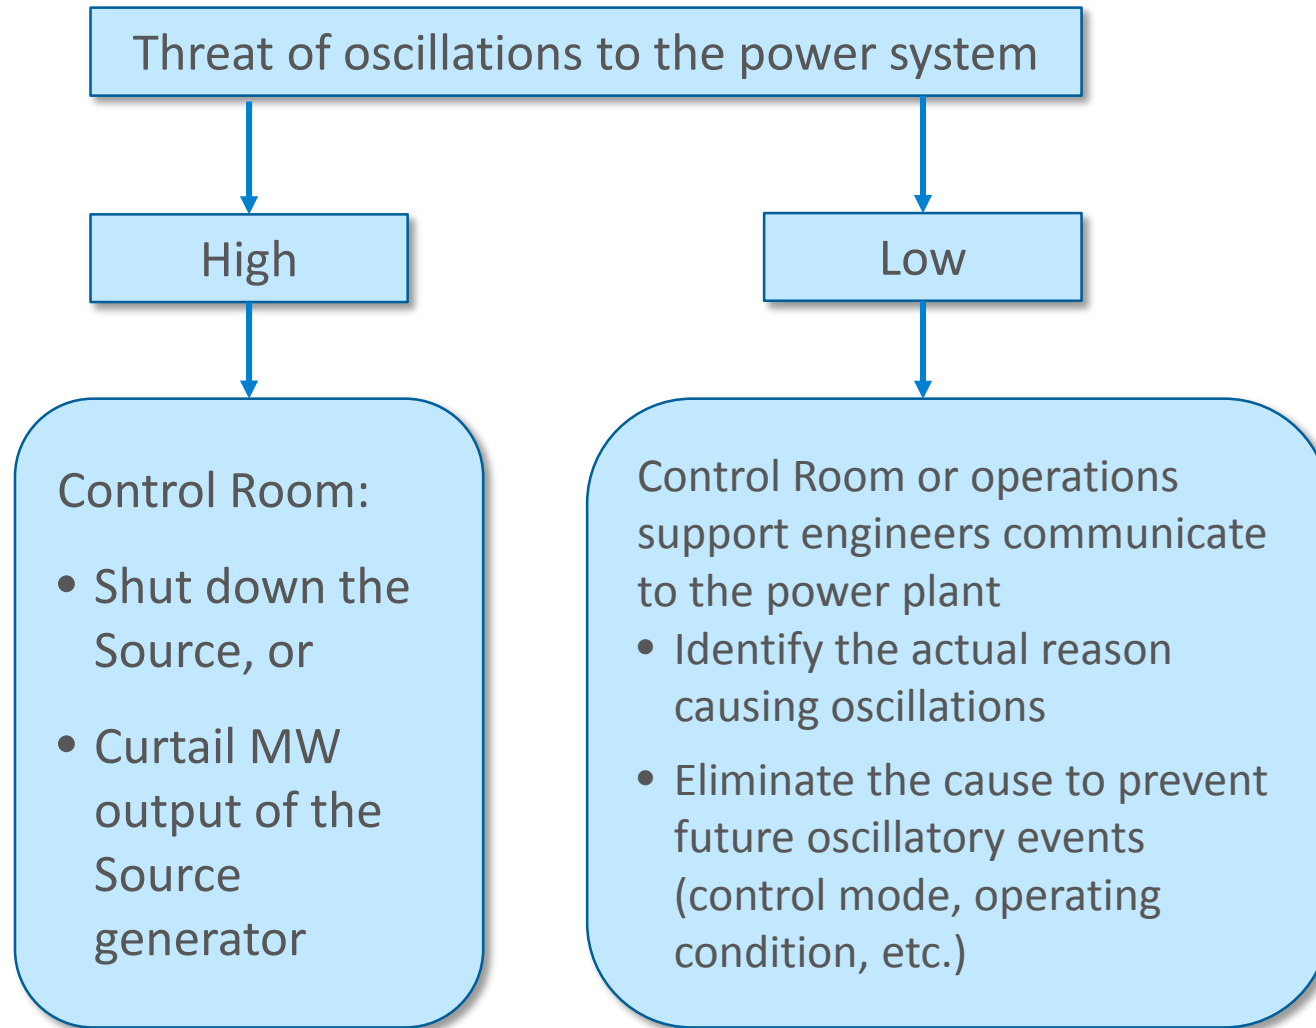 Threat of oscillations to the power system
High
Low
Control Room:
• Shut down the
Source, or
• Curtail MW
output of the
Source
generator
Control Room or operations
support engineers communicate
to the power plant
• Identify the actual reason
causing oscillations
• Eliminate the cause to prevent
future oscillatory events
(control mode, operating
condition, etc.)